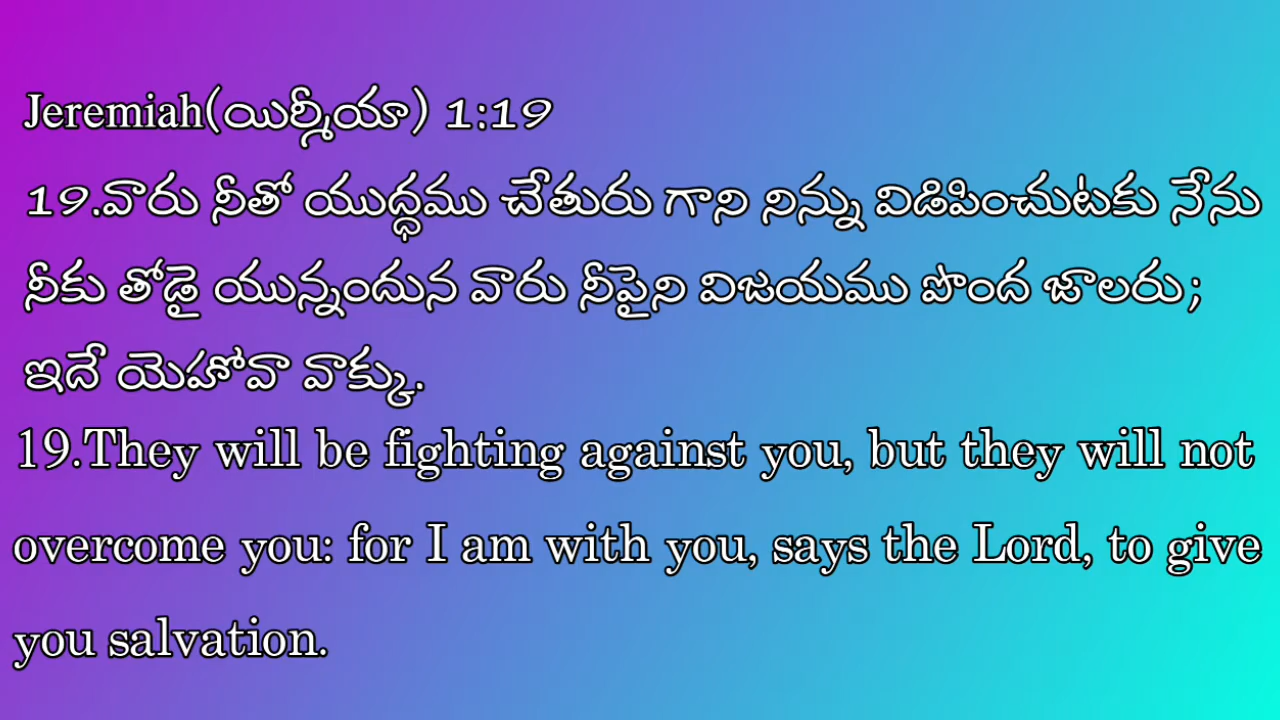 Jeremiah(యిర్మీయా) 1:19
19.వారు నీతో యుద్ధము చేతురు గాని నిన్ను విడిపించుటకు నేను
నీకు తోడై యున్నందున వారు నీపైని విజయము పొంద జాలరు;
ఇదే యెహోవా వాక్కు.
19.They will be fighting against you, but they will not
overcome you: for I am with you, says the Lord, to give
you salvation.